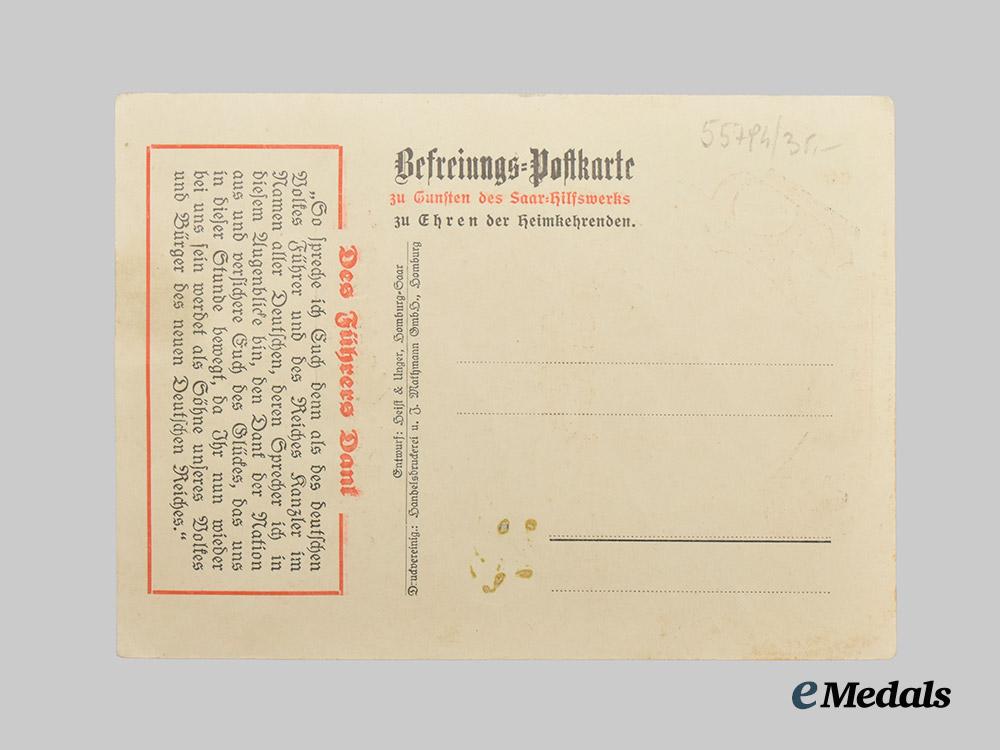 Befreiungs-Postkarte
zu Gunsten des Saar-Hilfswerks
zu Ehren der Heimkehrenden.
55794/35,-
Des Führers Dank
„So spreche ich Euch denn als des deutschen
Volkes Führer und des Reiches Kanzler im
Namen aller Deutschen, deren Sprecher ich in
diesem Augenblicke bin, den Dank der Nation
aus und versichere Euch des Glückes, das uns
in dieser Stunde bewegt, da Ihr nun wieder
bei uns sein werdet als Söhne unseres Volkes
und Bürger des neuen Deutschen Reiches.“
Entwurf: Heist & Unger, Homburg-Saar
Druckvereinig.: Handelsdruckerei u. J. Mathmann GmbH., Homburg
eMedals